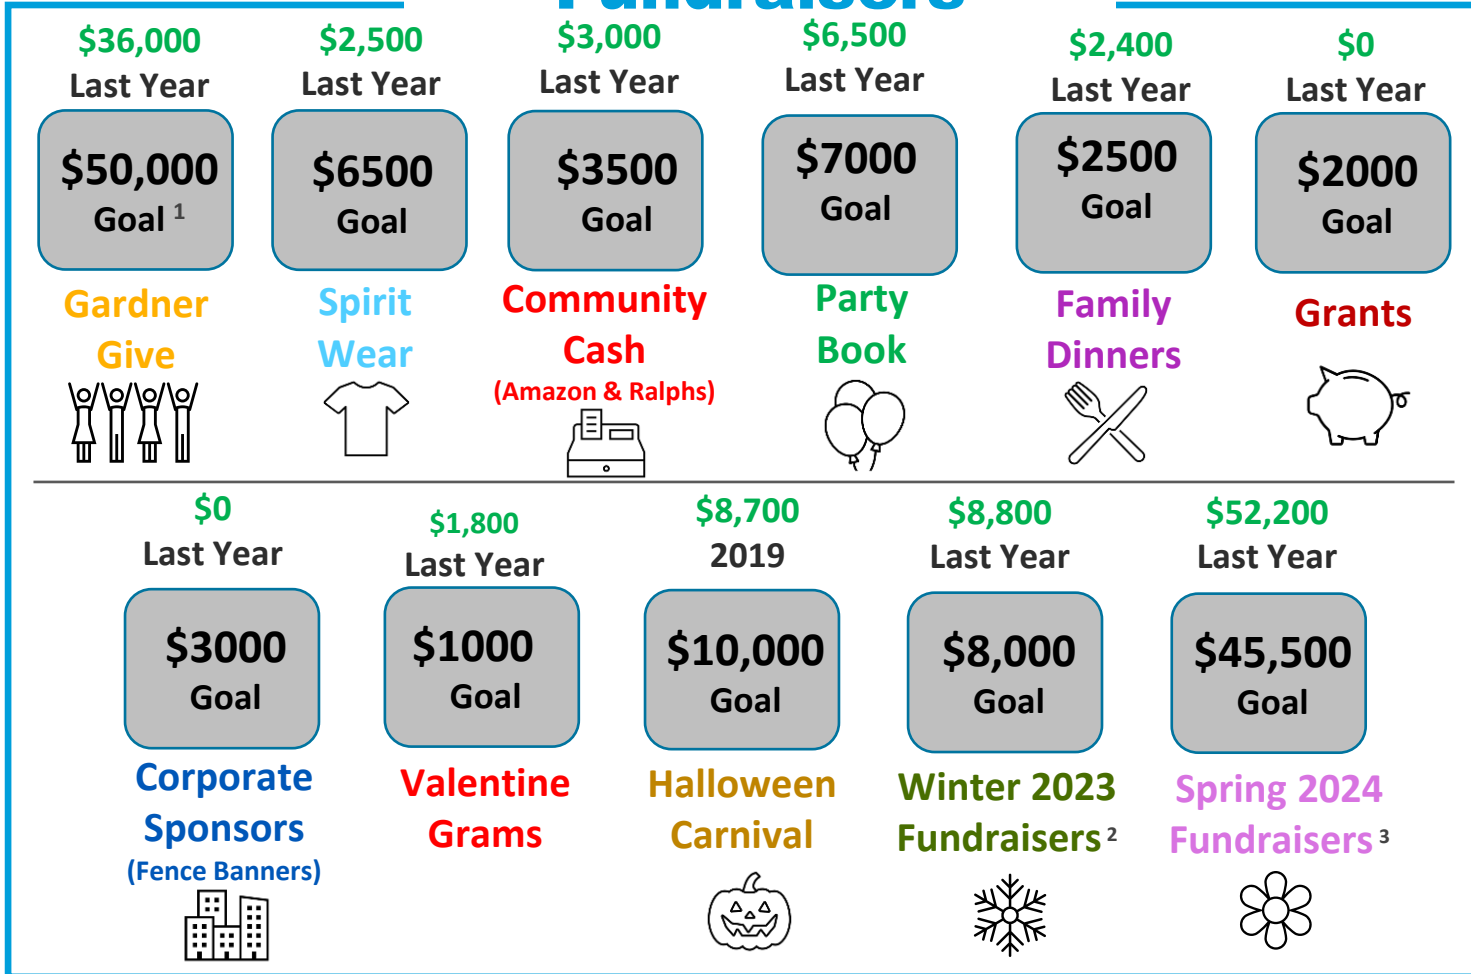 Fundraisers
$36,000
Last Year
$50,000
Goal 1
Gardner
Give
$2,500
Last Year
$6500
Goal
Spirit
Wear
$3,000
Last Year
$3500
Goal
Community
Cash
(Amazon & Ralphs)
$6,500
Last Year
$7000
Goal
Party
Book
$2,400
Last Year
$2500
Goal
Family
Dinners
$0
Last Year
$2000
Goal
Grants
$0
Last Year
$3000
Goal
Corporate
Sponsors
(Fence Banners)
$1,800
Last Year
$1000
Goal
Valentine
Grams
$8,700
2019
$10,000
Goal
Halloween
Carnival
$8,800
Last Year
$8,000
Goal
Winter 2023
Fundraisers 2
$52,200
Last Year
$45,500
Goal
Spring 2024
Fundraisers 3